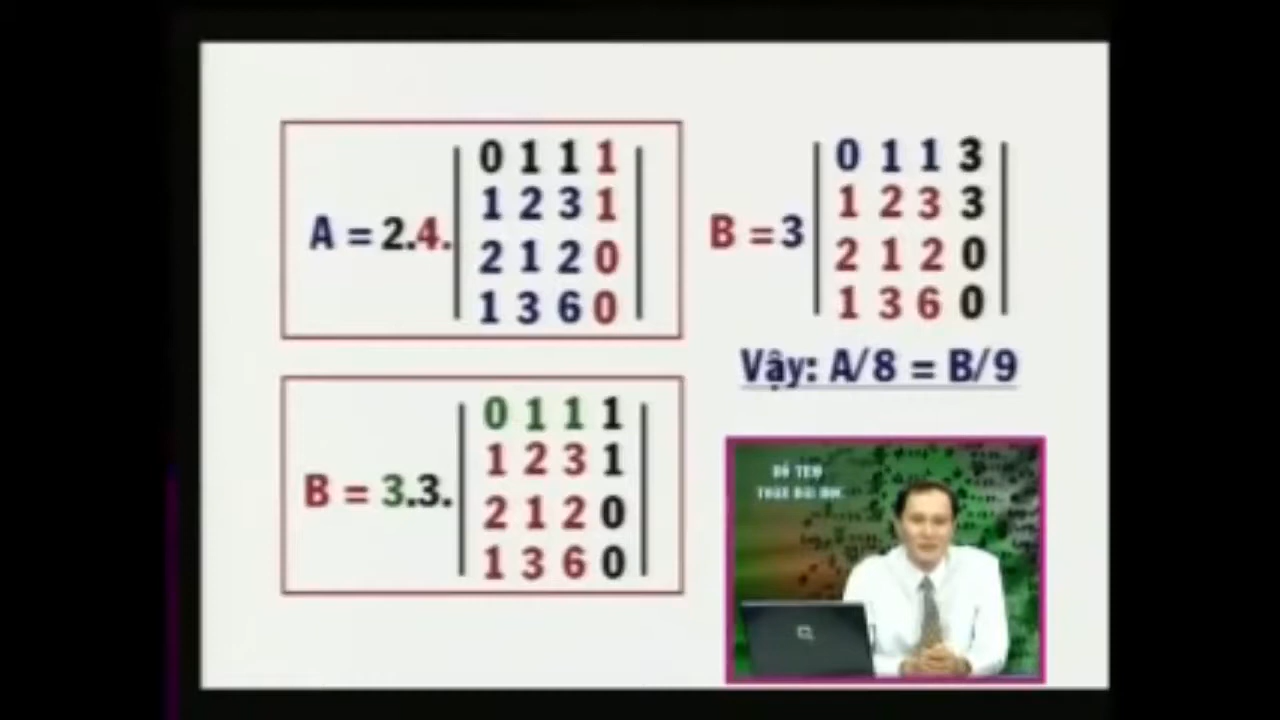 A = 2.4.
0 1 1 1
1 2 3 1
2 1 2 0
1 3 6 0
B = 3
0 1 1 3
1 2 3 3
2 1 2 0
1 3 6 0
Vậy: A/8 = B/9
B = 3.3.
0 1 1 1
1 2 3 1
2 1 2 0
1 3 6 0